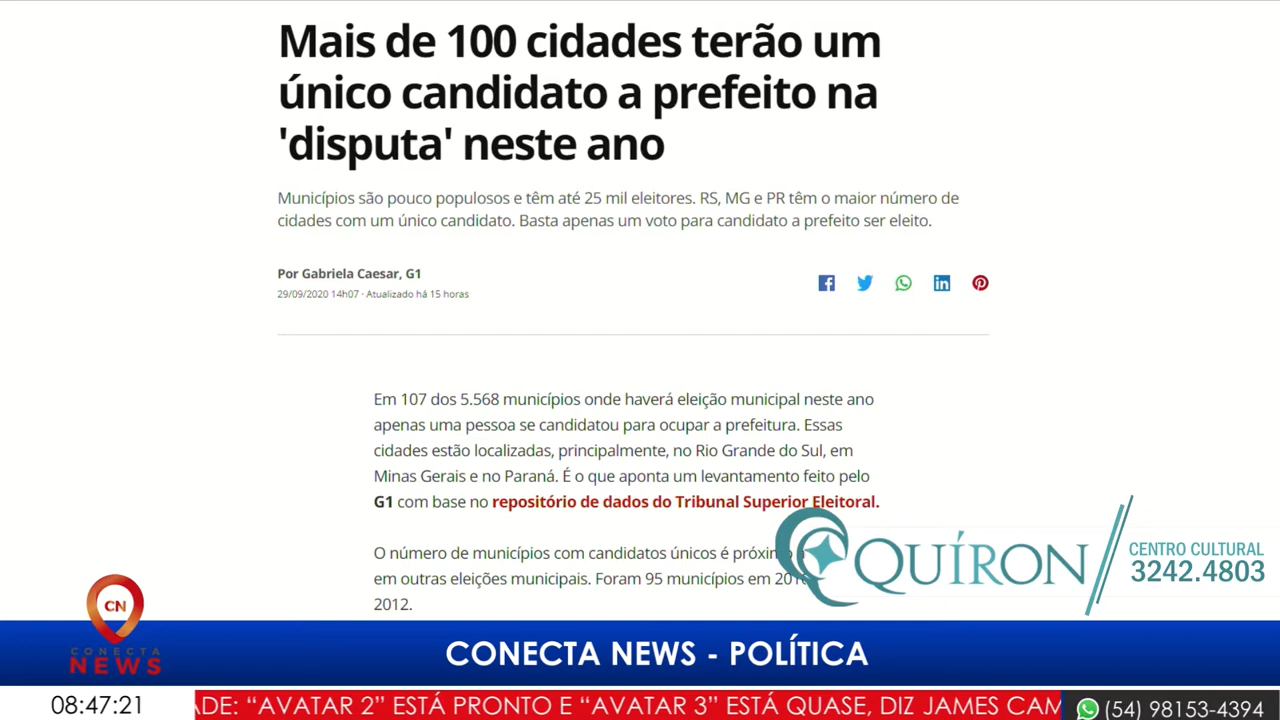 Mais de 100 cidades terão um
único candidato a prefeito na
'disputa' neste ano
Municípios são pouco populosos e têm até 25 mil eleitores. RS, MG e PR têm o maior número de
cidades com um único candidato. Basta apenas um voto para candidato a prefeito ser eleito.
Por Gabriela Caesar, G1
29/09/2020 14h07 · Atualizado há 15 horas
Em 107 dos 5.568 municípios onde haverá eleição municipal neste ano
apenas uma pessoa se candidatou para ocupar a prefeitura. Essas
cidades estão localizadas, principalmente, no Rio Grande do Sul, em
Minas Gerais e no Paraná. É o que aponta um levantamento feito pelo
G1 com base no repositório de dados do Tribunal Superior Eleitoral.
O número de municípios com candidatos únicos é
em outras eleições municipais. Foram 95 municípios em
2012.
QUÍRON
CENTRO CULTURAL
3242.4803
CN
CONECTA
NEWS
CONECTA NEWS - POLÍTICA
08:47:21
ADE: “AVATAR 2” ESTÁ PRONTO E “AVATAR 3” ESTÁ QUASE, DIZ JAMES CAM
(54) 98153-4394